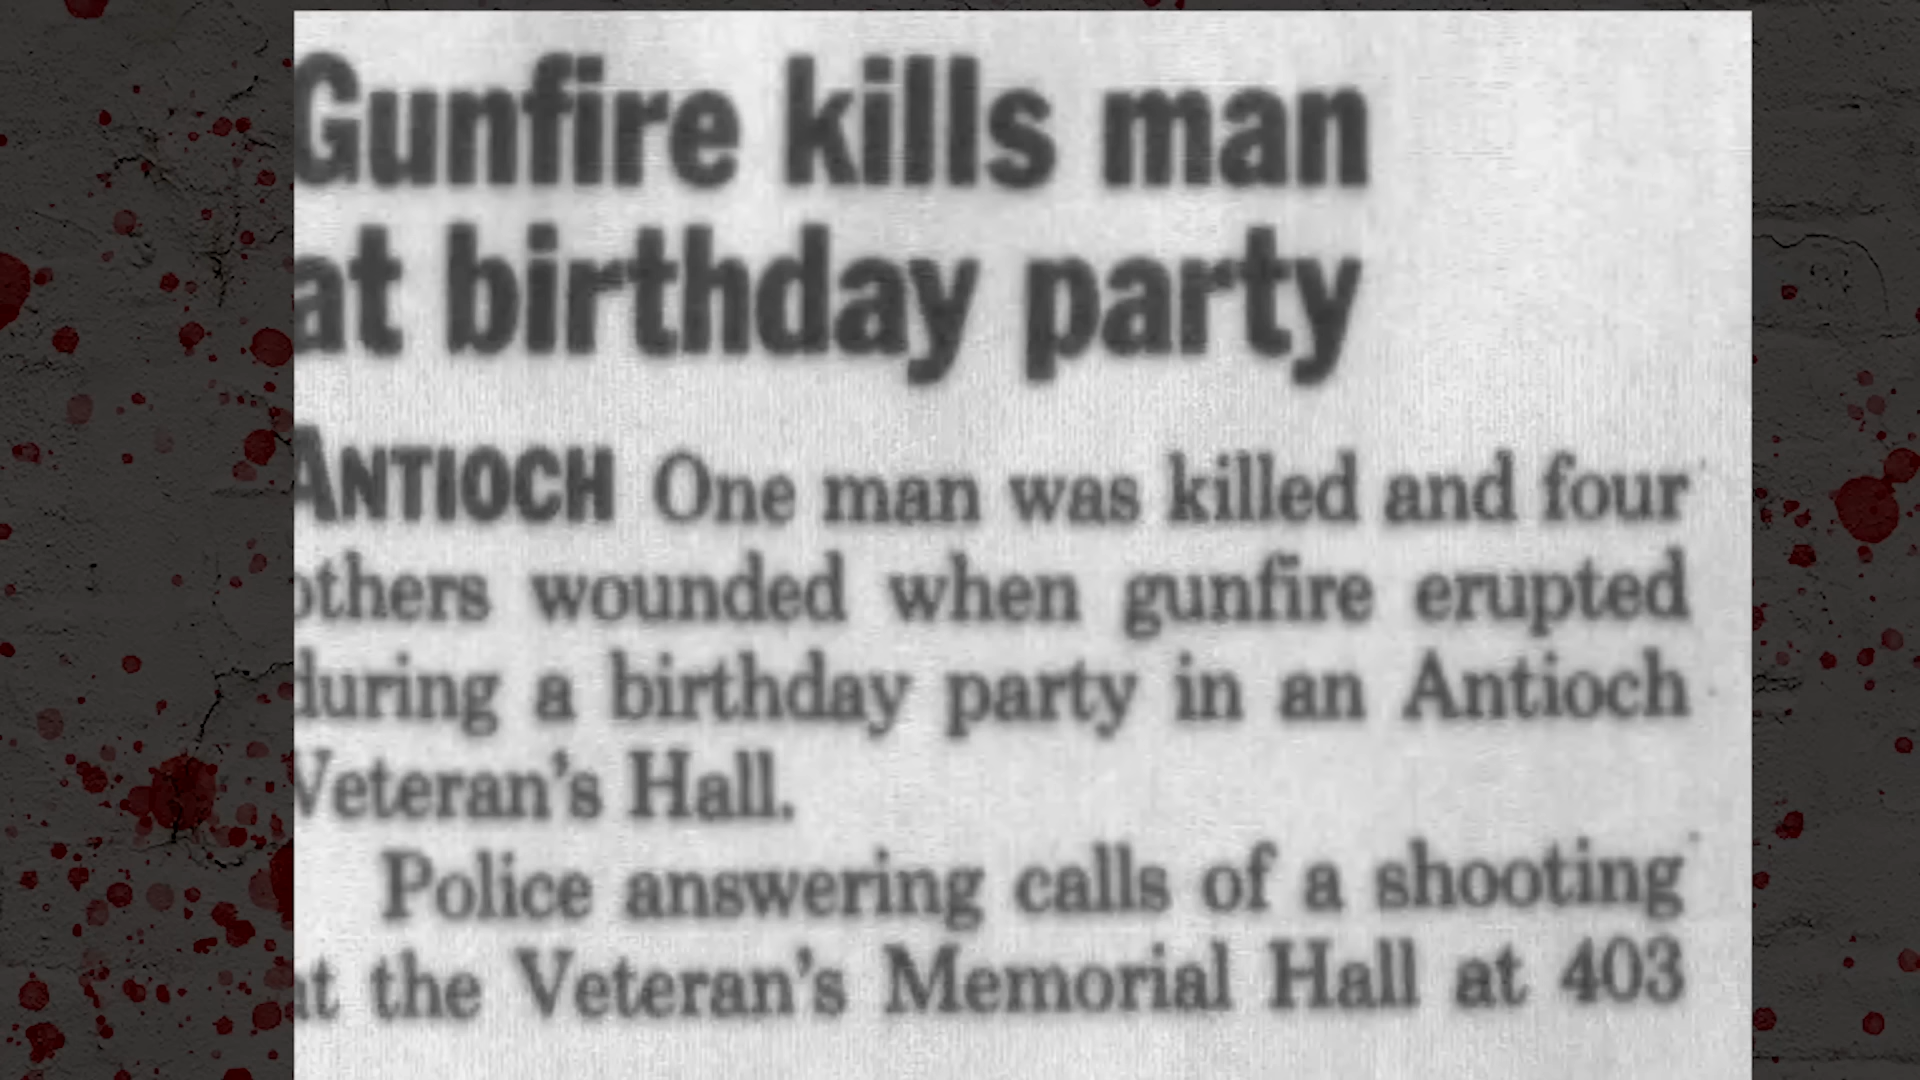 Gunfire kills man
at birthday party
ANTIOCH One man was killed and four
others wounded when gunfire erupted
during a birthday party in an Antioch
Veteran's Hall.
Police answering calls of a shooting
at the Veteran's Memorial Hall at 403